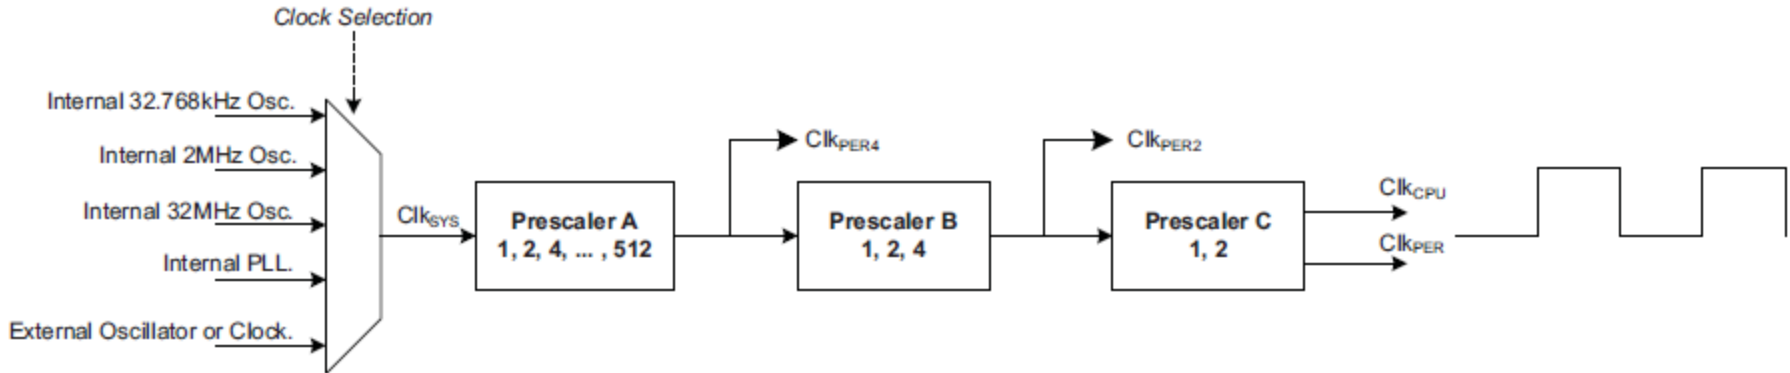 Clock Selection
Internal 32.768kHz Osc.
Internal 2MHz Osc.
Internal 32MHz Osc.
Internal PLL.
External Oscillator or Clock.
ClkSYS
Prescaler A
1, 2, 4, ... , 512
ClkPER4
Prescaler B
1, 2, 4
ClkPER2
Prescaler C
1, 2
ClkCPU
ClkPER